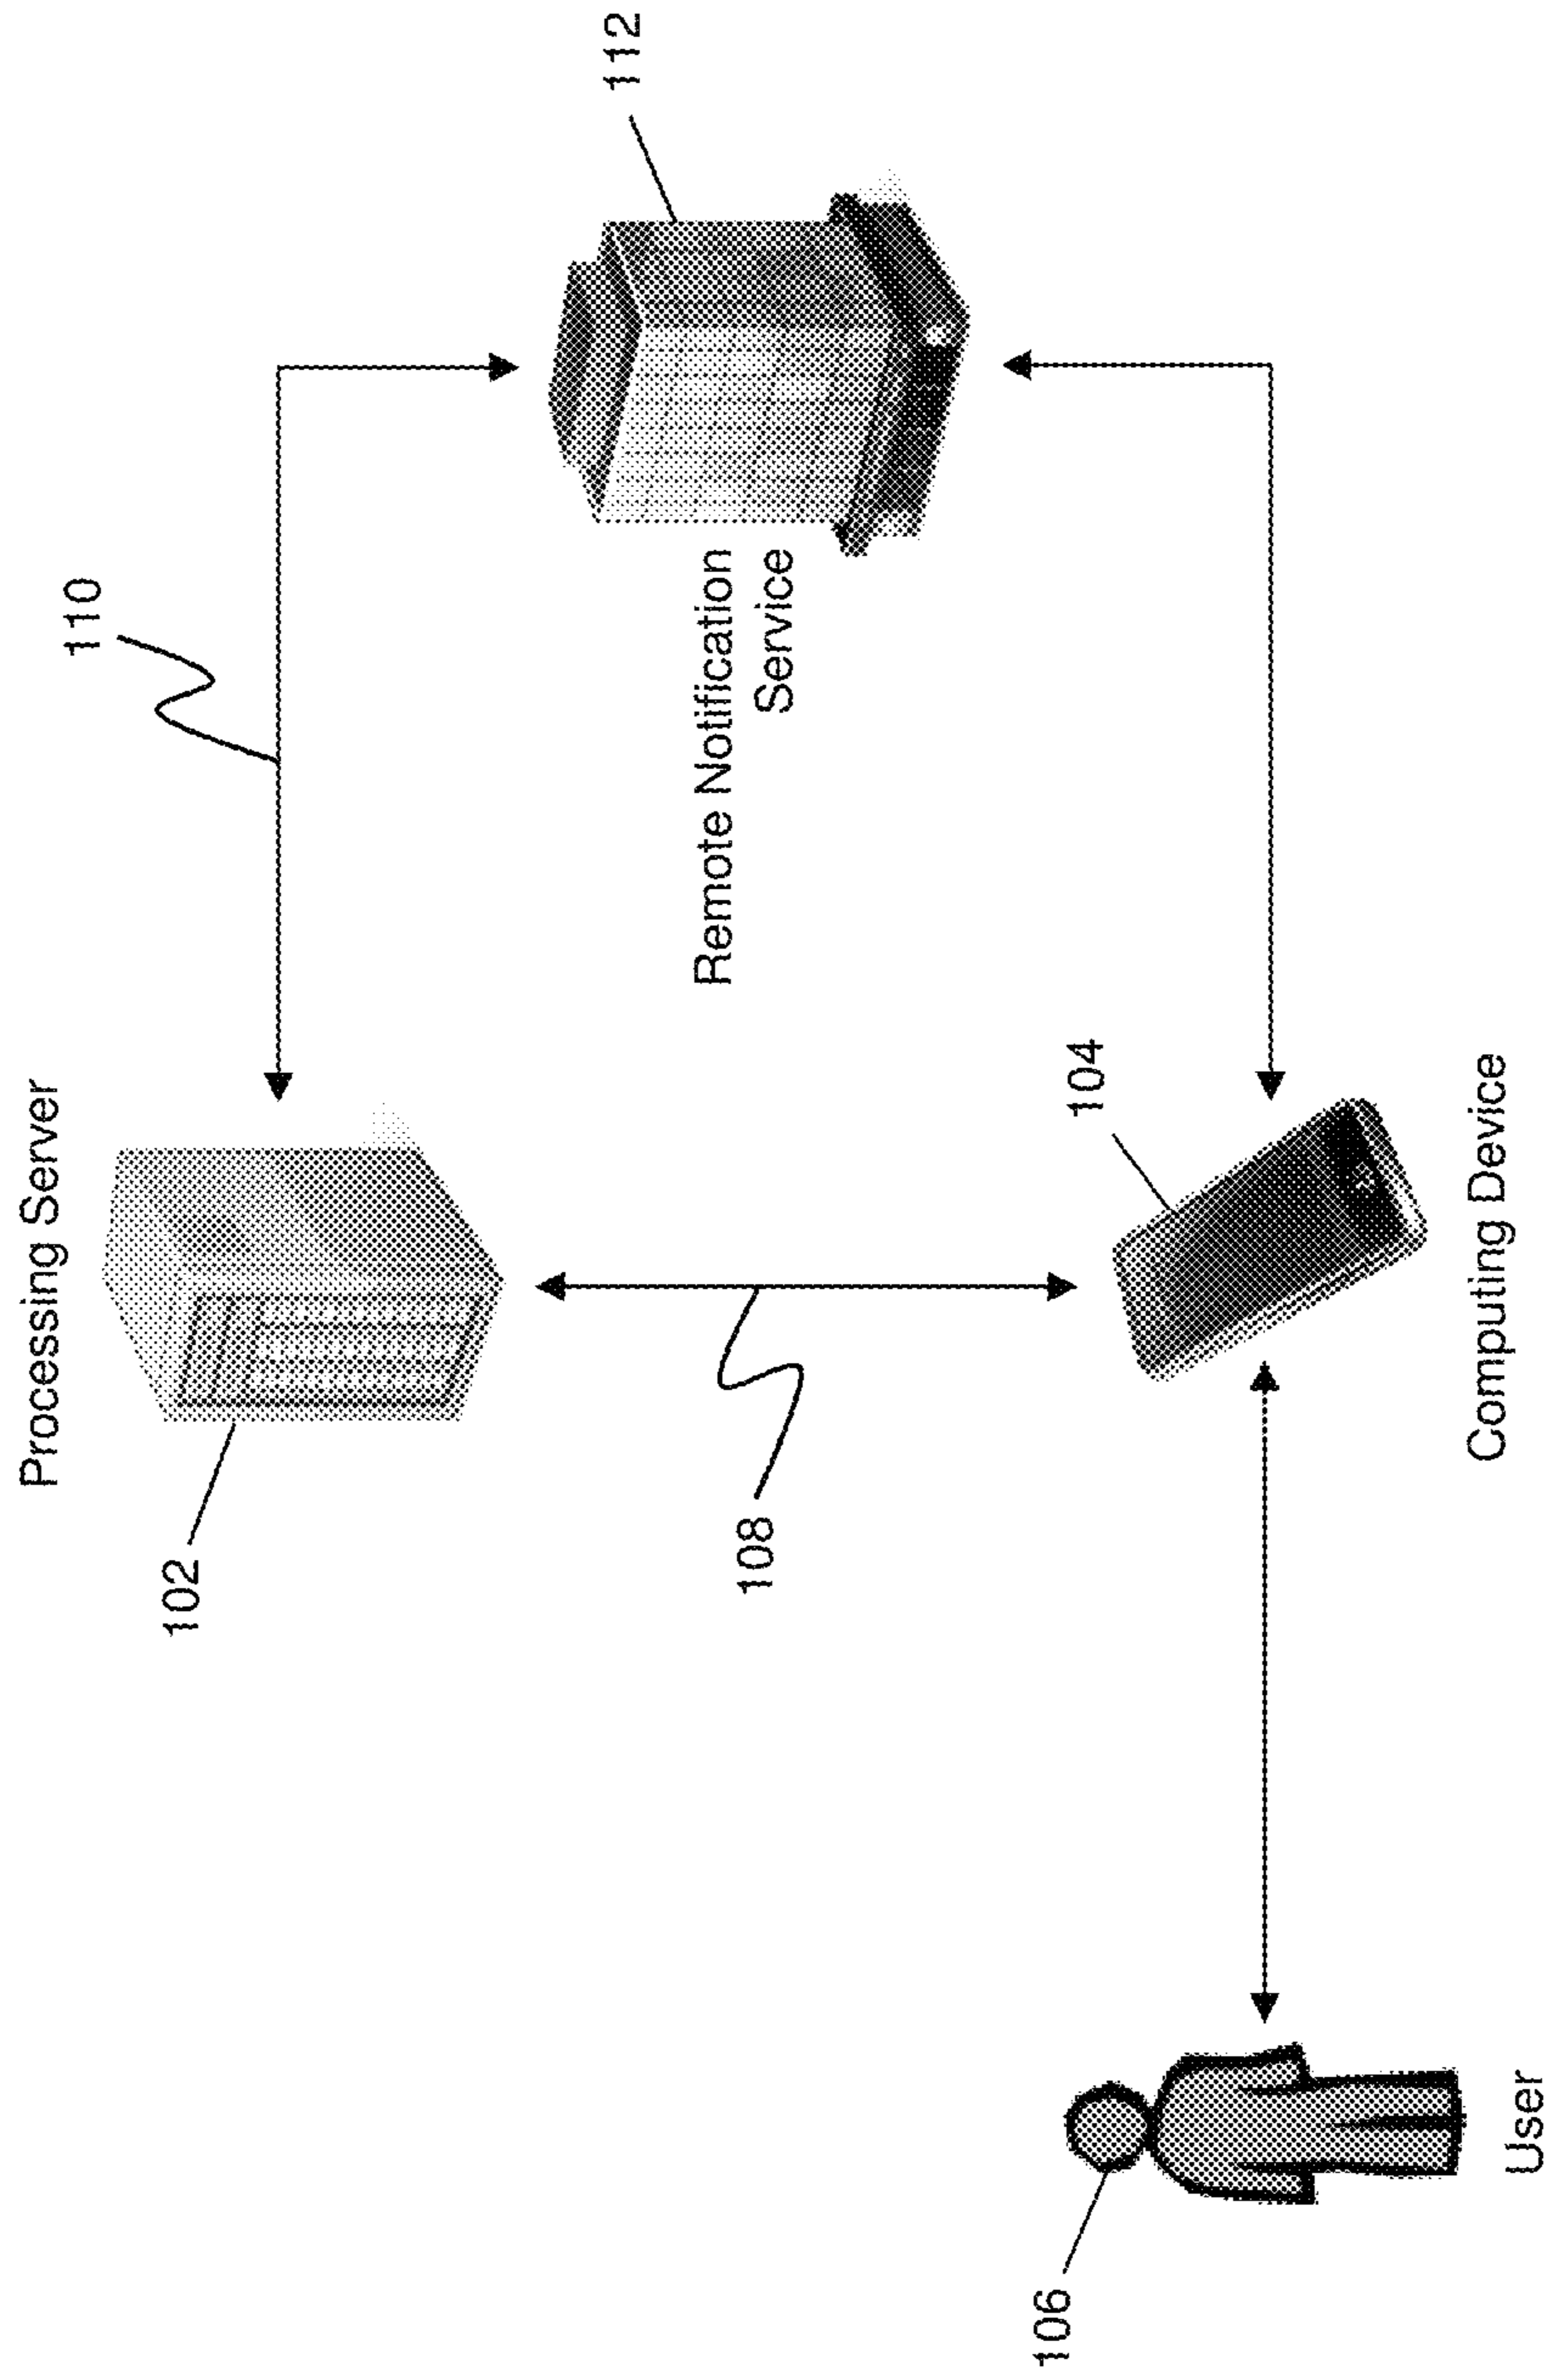 Processing Server
102
110
112
108
Remote Notification
Service
104
106
Computing Device
User